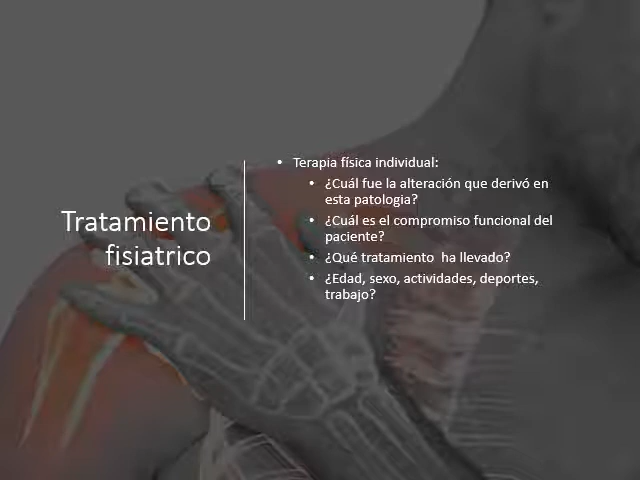 Tratamiento
fisiatrico
• Terapia física individual:
• ¿Cuál fue la alteración que derivó en
esta patologia?
• ¿Cuál es el compromiso funcional del
paciente?
• ¿Qué tratamiento ha llevado?
• ¿Edad, sexo, actividades, deportes,
trabajo?